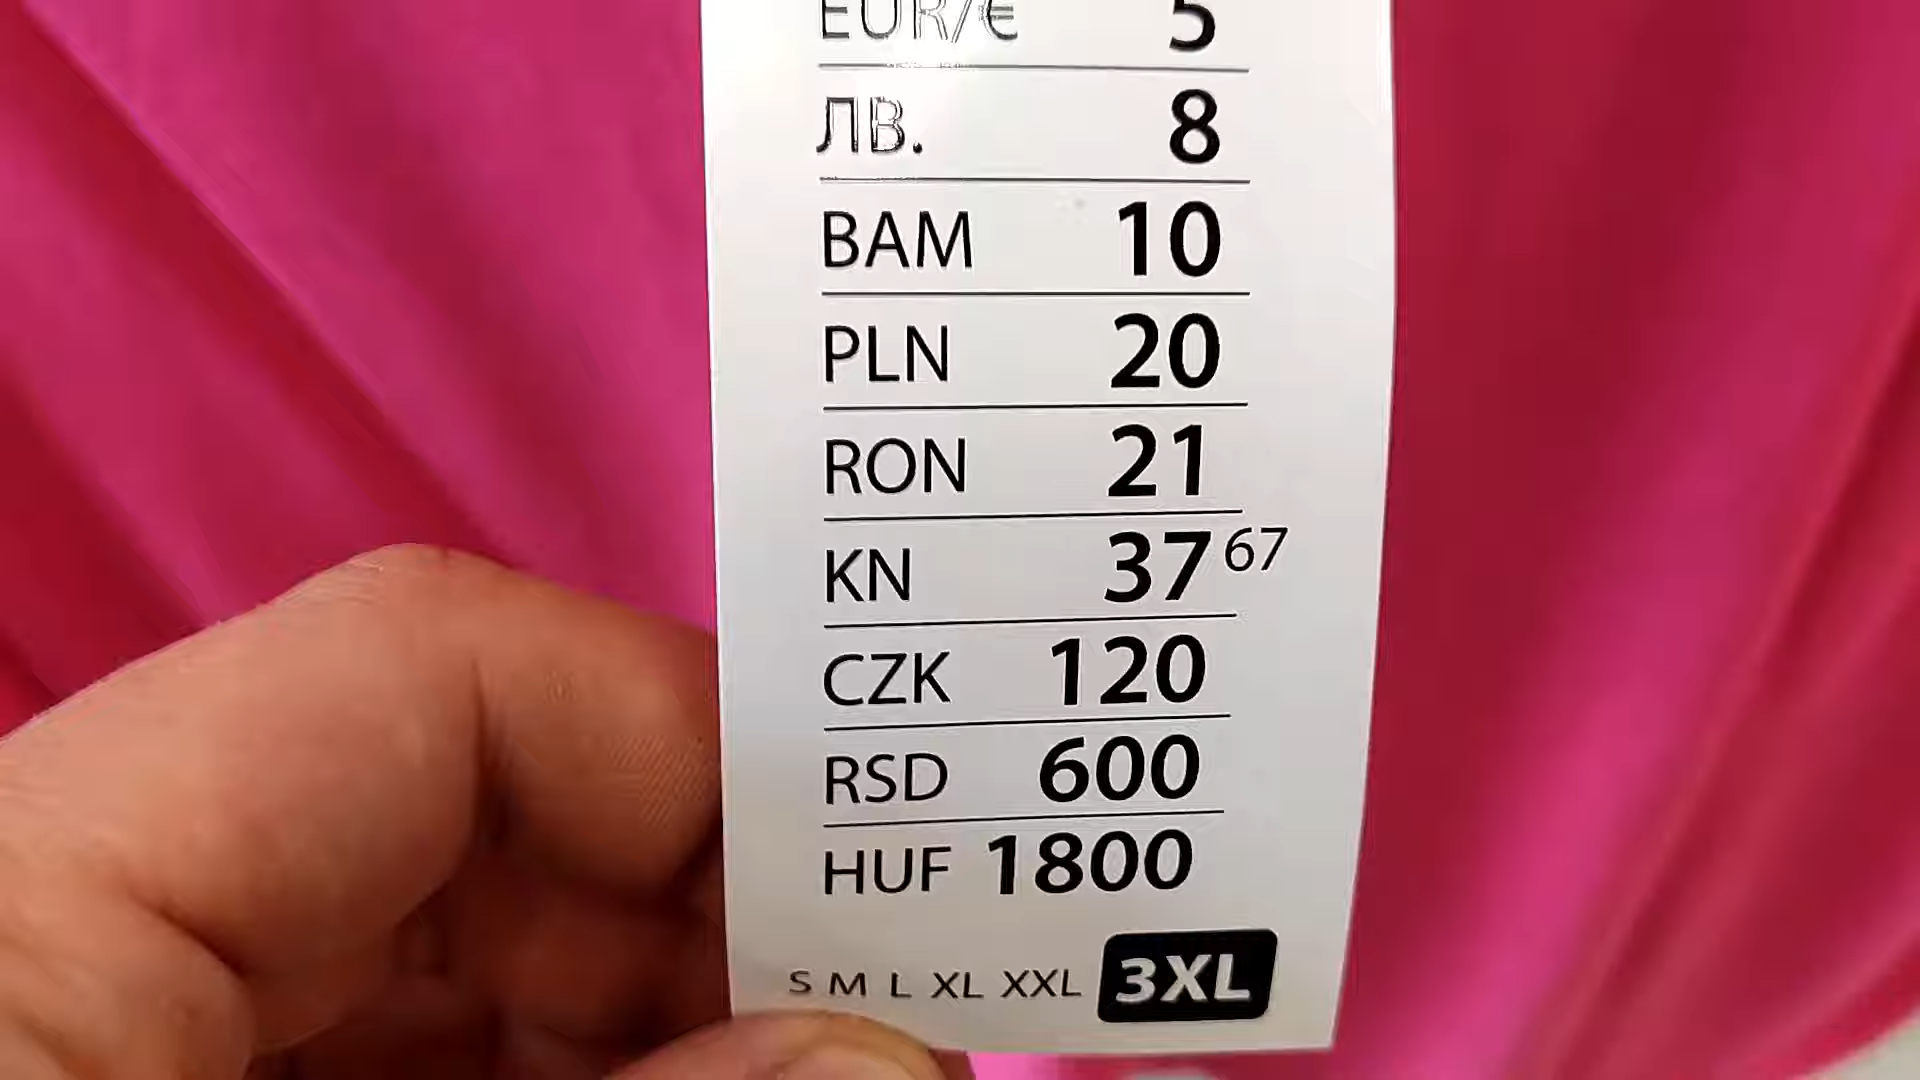 EUR/€ 5
ЛВ. 8
BAM 10
PLN 20
RON 21
KN 37 67
CZK 120
RSD 600
HUF 1800
S M L XL XXL 3XL